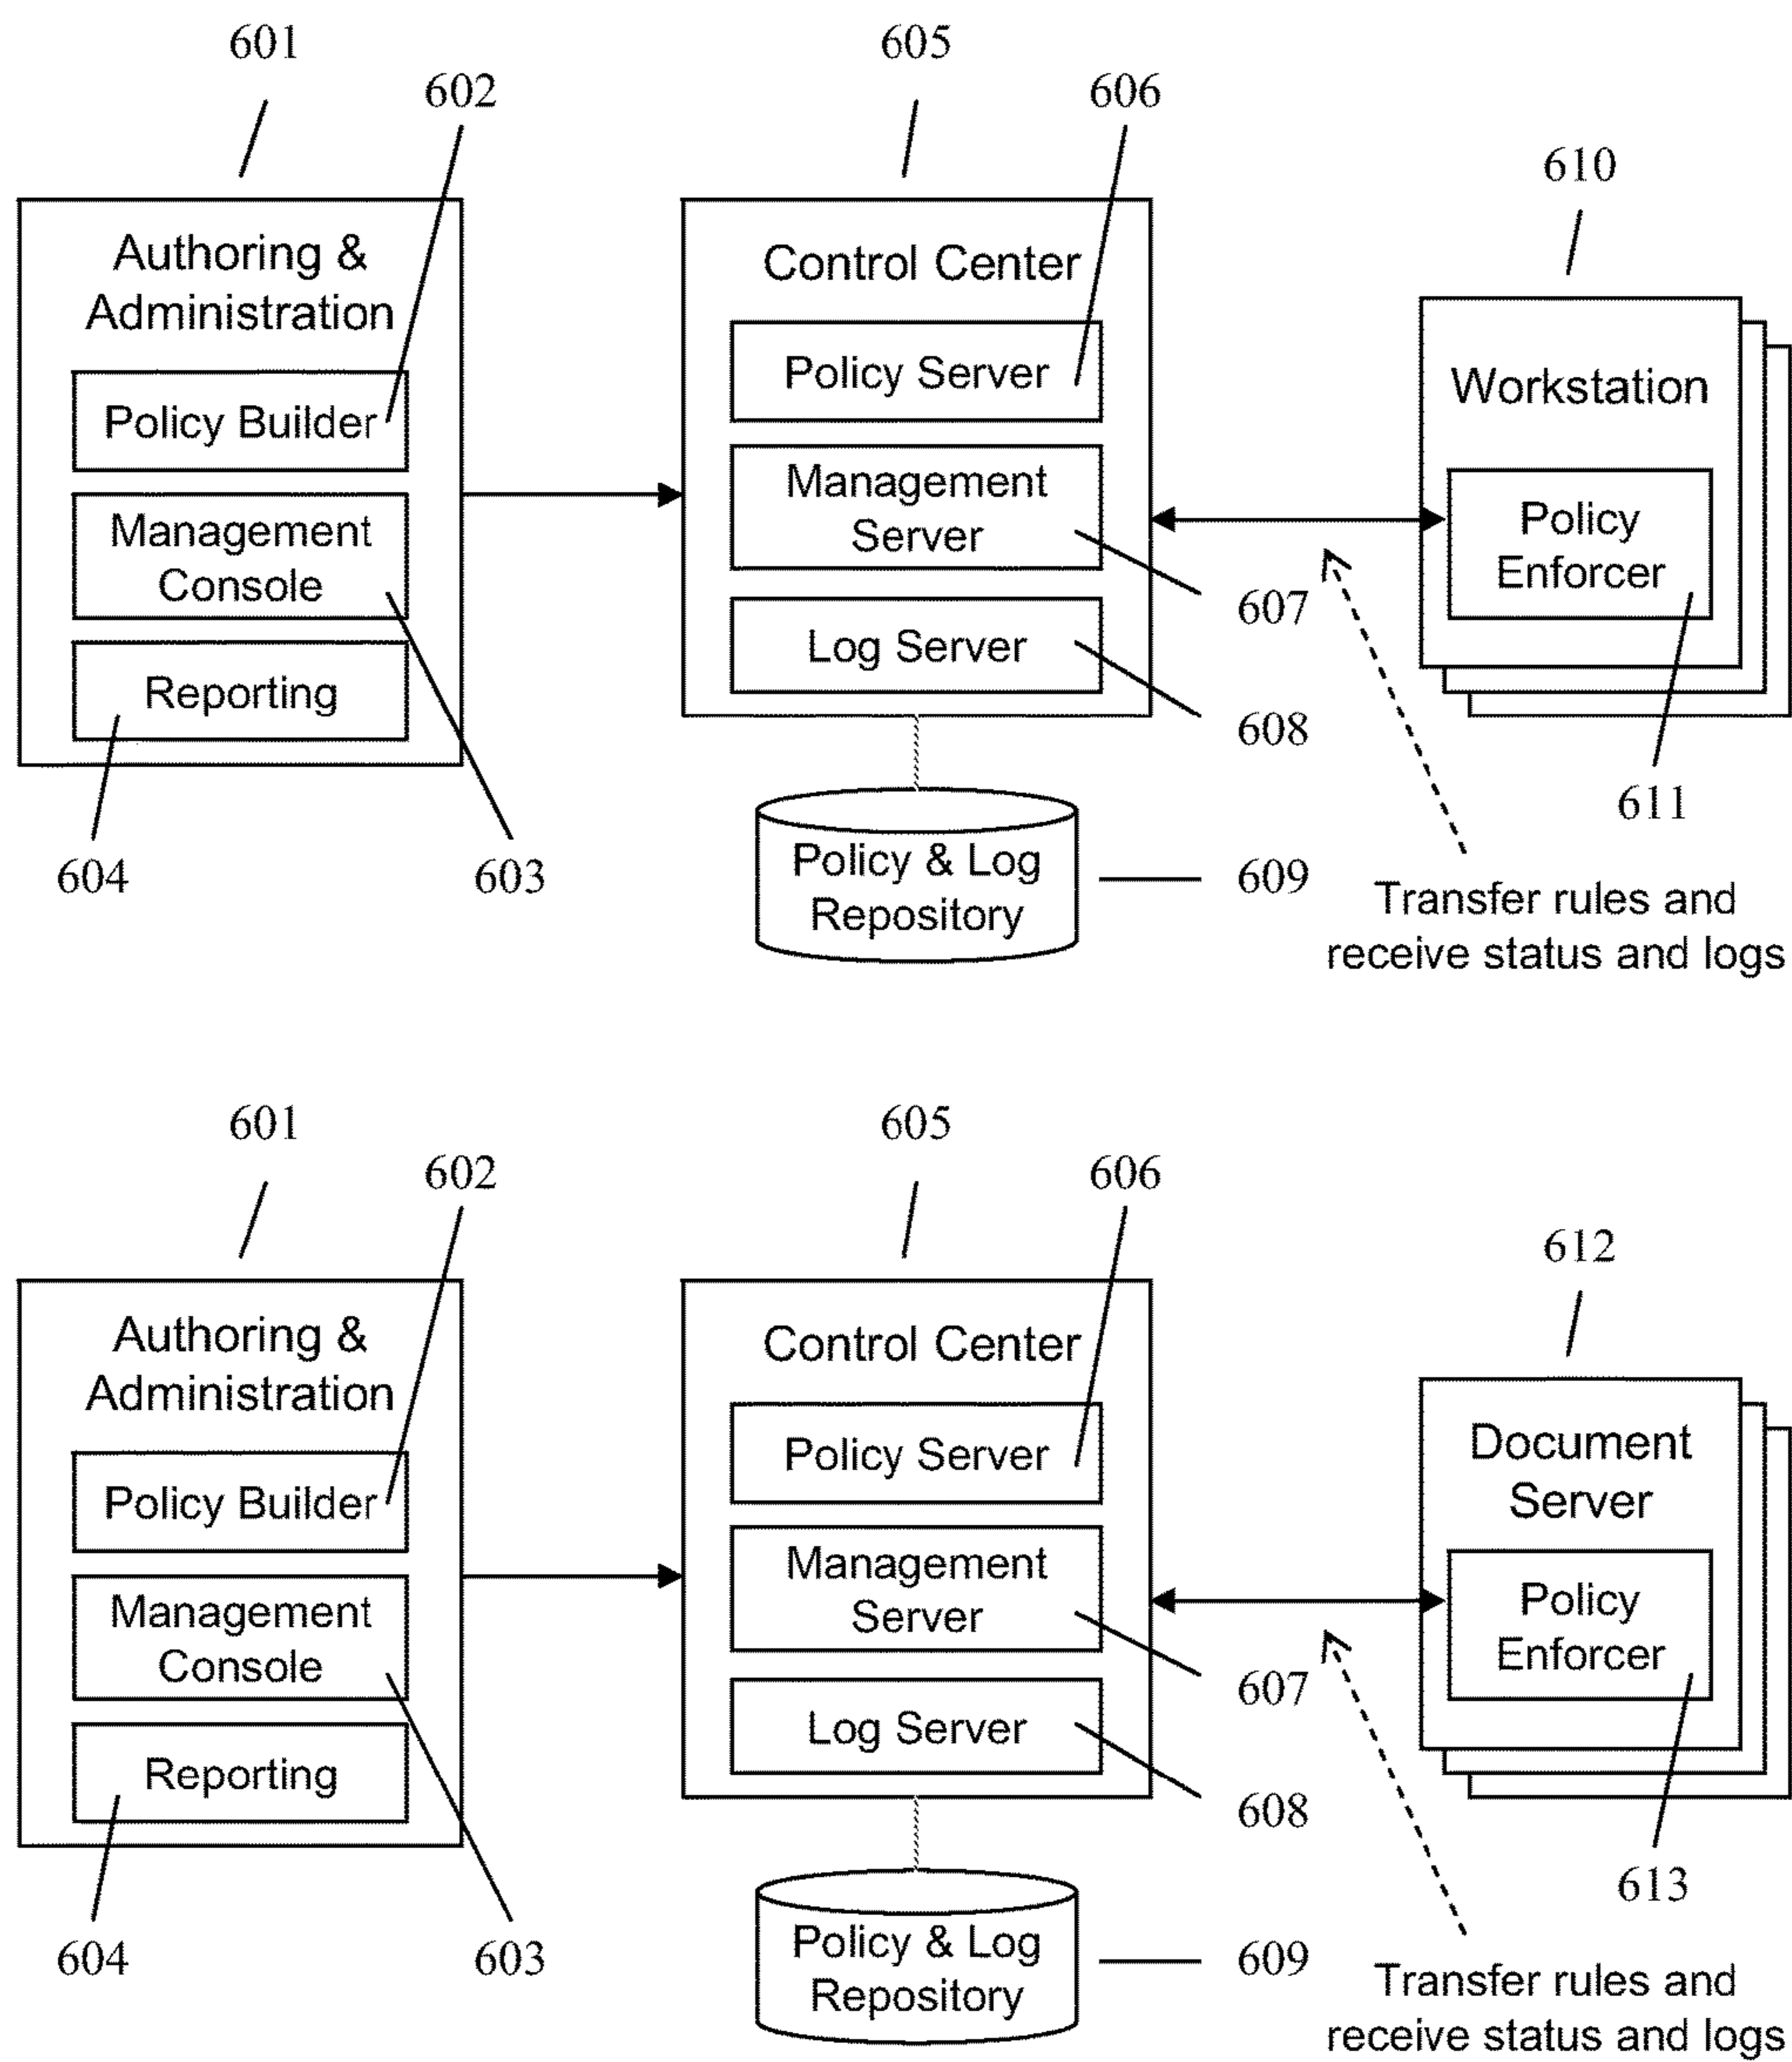 601
605
602
606
610
Authoring &
Administration
Control Center
Policy Server
Workstation
Policy Builder
Management
Server
Management
Console
Policy
Enforcer
607
Log Server
Reporting
608
611
604
603
Policy & Log
Repository
609
Transfer rules and
receive status and logs
601
605
602
606
612
Authoring &
Administration
Control Center
Policy Server
Document
Server
Policy Builder
Management
Server
Management
Console
Policy
Enforcer
607
Log Server
Reporting
608
613
604
603
Policy & Log
Repository
609
Transfer rules and
receive status and logs